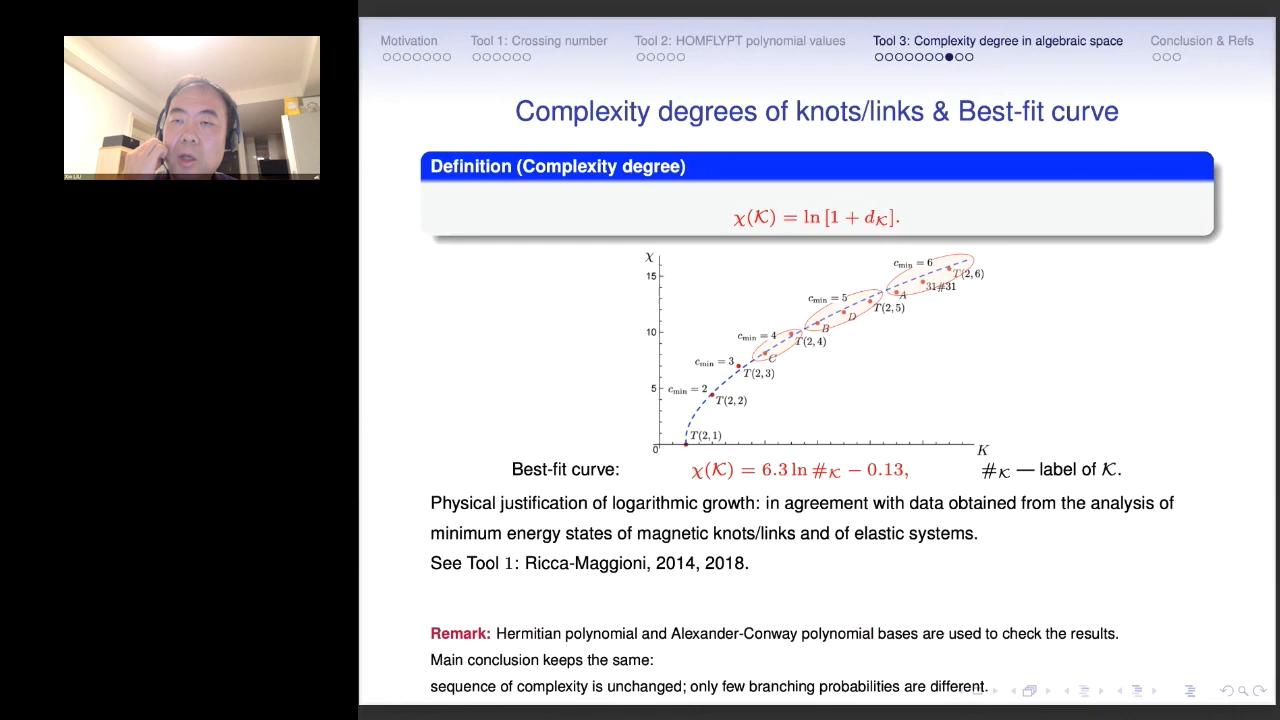 Motivation
Tool 1: Crossing number
Tool 2: HOMFLYPT polynomial values
Tool 3: Complexity degree in algebraic space
Conclusion & Refs
Xin LIU
Complexity degrees of knots/links & Best-fit curve
Definition (Complexity degree)
χ(𝒦) = ln [1 + d_𝒦].
χ
15
10
5
0
K
c_min = 6
T(2,6)
31#31
A
c_min = 5
T(2,5)
D
B
c_min = 4
T(2,4)
C
c_min = 3
T(2,3)
c_min = 2
T(2,2)
T(2,1)
Best-fit curve: χ(𝒦) = 6.3 ln #_𝒦 − 0.13, #_𝒦 — label of 𝒦.
Physical justification of logarithmic growth: in agreement with data obtained from the analysis of
minimum energy states of magnetic knots/links and of elastic systems.
See Tool 1: Ricca-Maggioni, 2014, 2018.
Remark: Hermitian polynomial and Alexander-Conway polynomial bases are used to check the results.
Main conclusion keeps the same:
sequence of complexity is unchanged; only few branching probabilities are different.